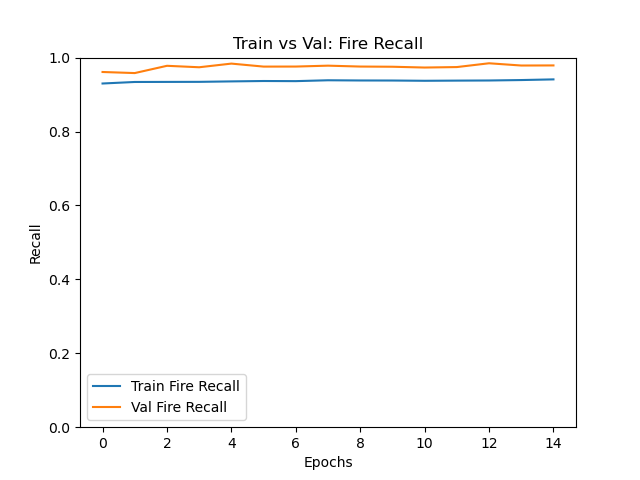 Train vs Val: Fire Recall
1.0
0.8
0.6
0.4
0.2
0.0
Recall
Train Fire Recall
Val Fire Recall
0 2 4 6 8 10 12 14
Epochs